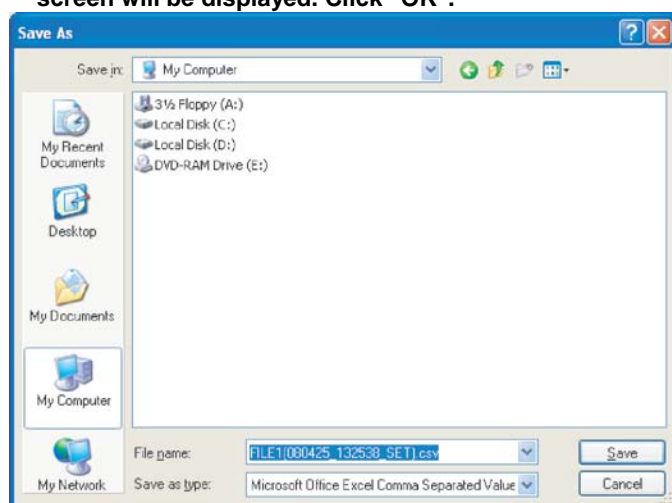 screen will be displayed. Click "OK".
Save As
Save in:
My Computer
3½ Floppy (A:)
Local Disk (C:)
Local Disk (D:)
DVD-RAM Drive (E:)
My Recent
Documents
Desktop
My Documents
My Computer
My Network
File name:
FILE1(080425_132538_SET).csv
Save
Save as type:
Microsoft Office Excel Comma Separated Value
Cancel